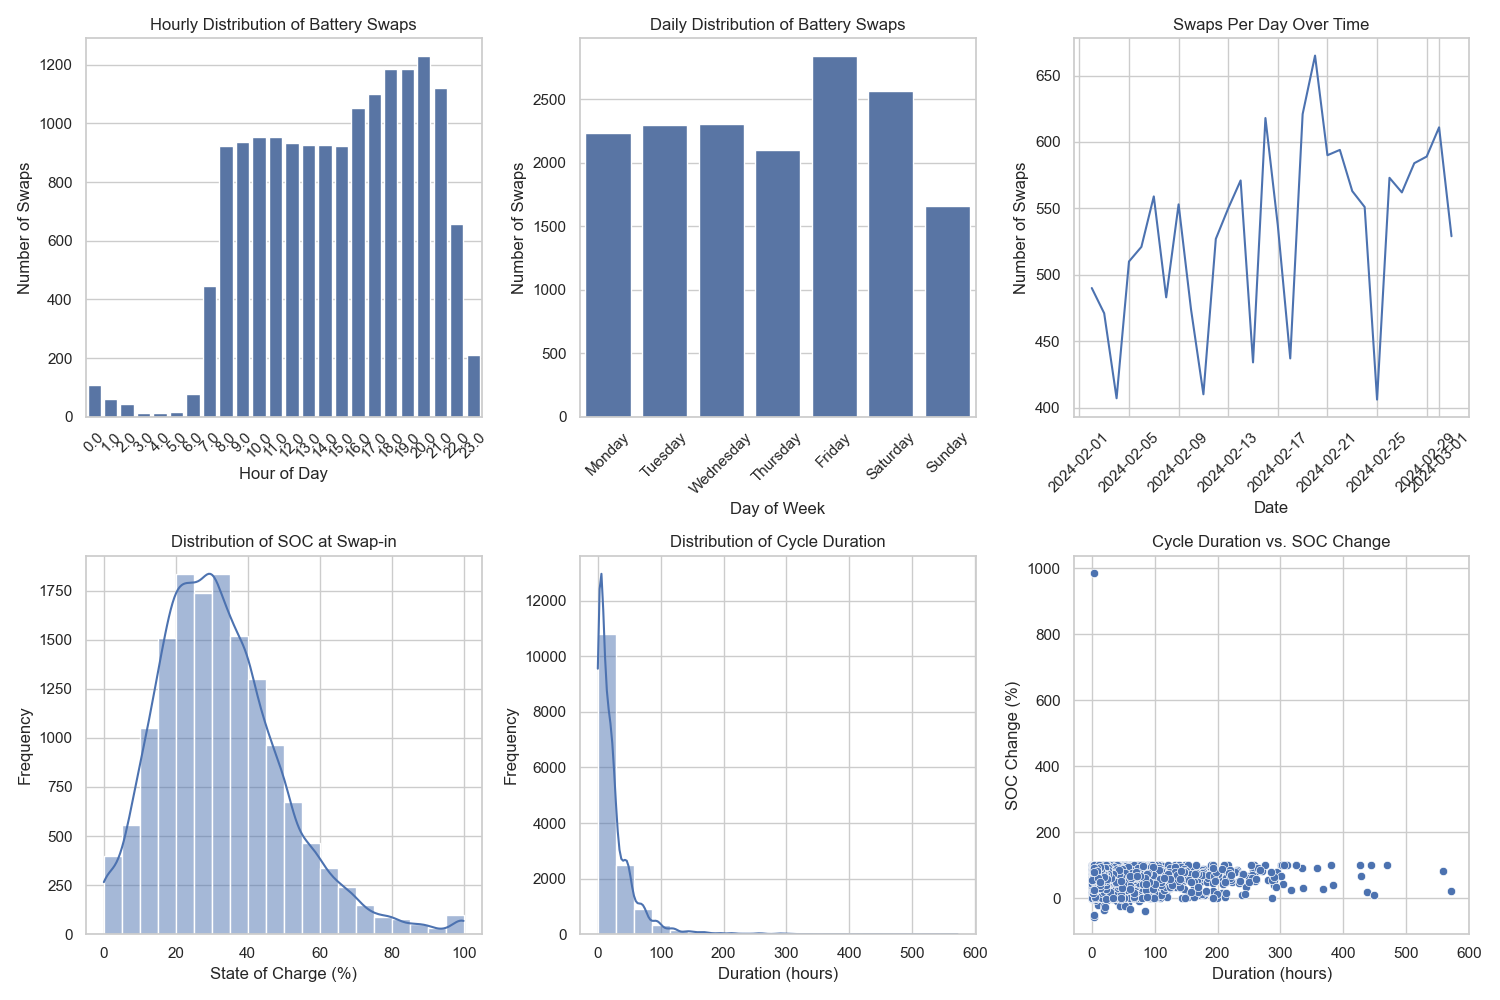 Hourly Distribution of Battery Swaps
Number of Swaps
1200
1000
800
600
400
200
0
0.0 1.0 2.0 3.0 4.0 5.0 6.0 7.0 8.0 9.0 10.0 11.0 12.0 13.0 14.0 15.0 16.0 17.0 18.0 19.0 20.0 21.0 22.0 23.0
Hour of Day
Daily Distribution of Battery Swaps
Number of Swaps
2500
2000
1500
1000
500
0
Monday Tuesday Wednesday Thursday Friday Saturday Sunday
Day of Week
Swaps Per Day Over Time
Number of Swaps
650
600
550
500
450
400
2024-02-01 2024-02-05 2024-02-09 2024-02-13 2024-02-17 2024-02-21 2024-02-25 2024-02-29 2024-03-01
Date
Distribution of SOC at Swap-in
Frequency
1750
1500
1250
1000
750
500
250
0
0 20 40 60 80 100
State of Charge (%)
Distribution of Cycle Duration
Frequency
12000
10000
8000
6000
4000
2000
0
0 100 200 300 400 500 600
Duration (hours)
Cycle Duration vs. SOC Change
SOC Change (%)
1000
800
600
400
200
0
0 100 200 300 400 500 600
Duration (hours)